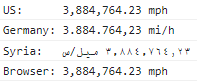 US: 3,884,764.23 mph
Germany: 3.884.764,23 mi/h
Syria: ٣٬٨٨٤٬٧٦٤٫٢٣ ميل/س
Browser: 3,884,764.23 mph